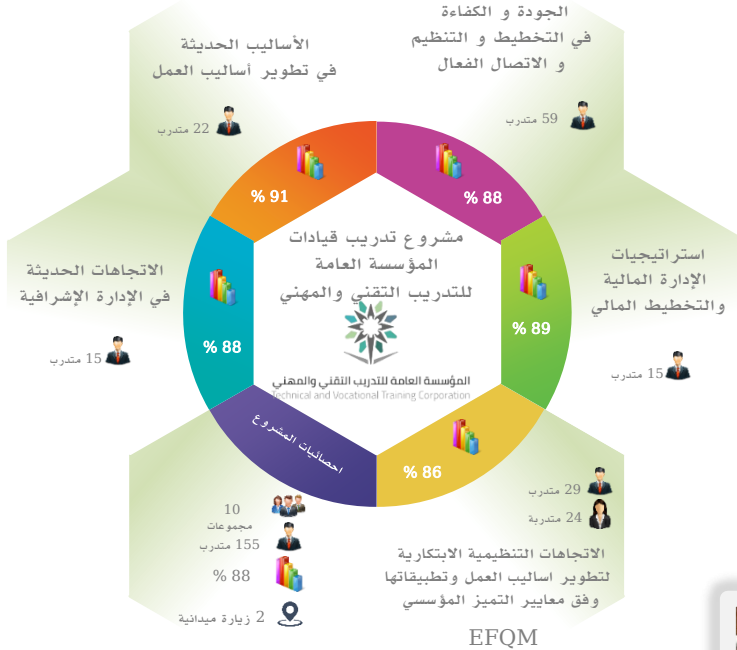 الجودة و الكفاءة
في التخطيط و التنظيم
و الاتصال الفعال
59 متدرب
88 %
استراتيجيات
الإدارة المالية
والتخطيط المالي
15 متدرب
89 %
29 متدرب
24 متدربة
الاتجاهات التنظيمية الابتكارية
لتطوير اساليب العمل وتطبيقاتها
وفق معايير التميز المؤسسي
EFQM
86 %
احصائيات المشروع
10
مجموعات
155 متدرب
88 %
2 زيارة ميدانية
الاتجاهات الحديثة
في الإدارة الإشرافية
15 متدرب
88 %
الأساليب الحديثة
في تطوير أساليب العمل
22 متدرب
91 %
مشروع تدريب قيادات
المؤسسة العامة
للتدريب التقني والمهني
المؤسسة العامة للتدريب التقني والمهني
Technical and Vocational Training Corporation